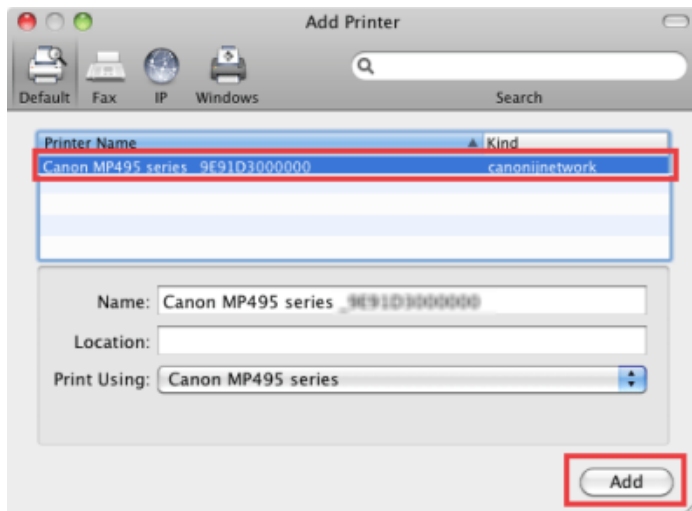 Add Printer
Default Fax IP Windows Search
Printer Name Kind
Canon MP495 series 9E91D3000000 canonijnetwork
Name: Canon MP495 series _9E91D3000000
Location:
Print Using: Canon MP495 series
Add